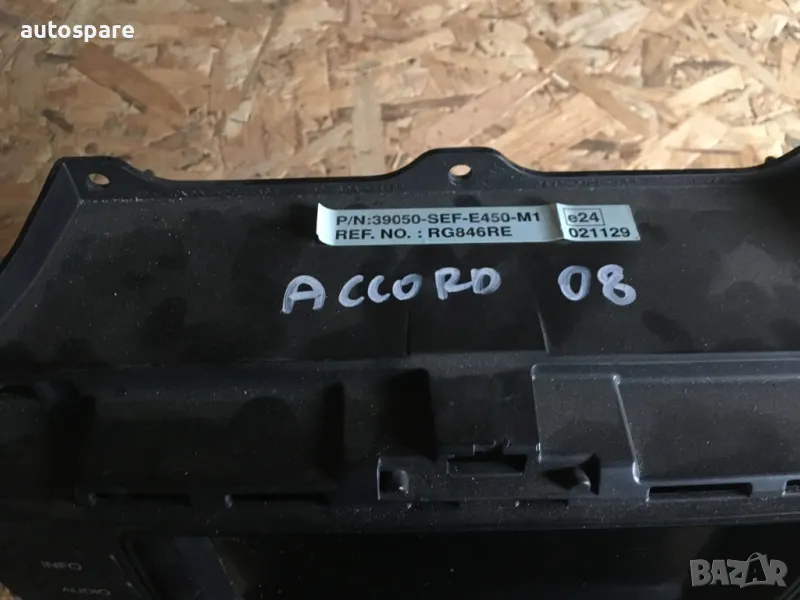 autospare
P/N:39050-SEF-E450-M1 e24
REF. NO. : RG846RE 021129
ACCORD 08
INFO
AUDIO
BAZAR